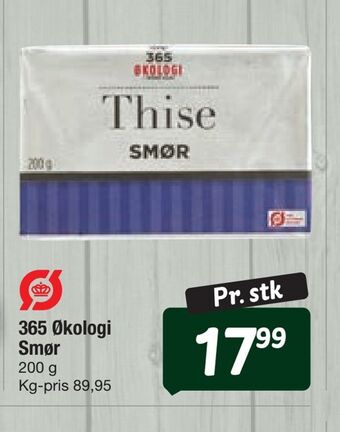 365
ØKOLOGI
Thise
SMØR
200 g
Pr. stk
17⁹⁹
365 Økologi
Smør
200 g
Kg-pris 89,95